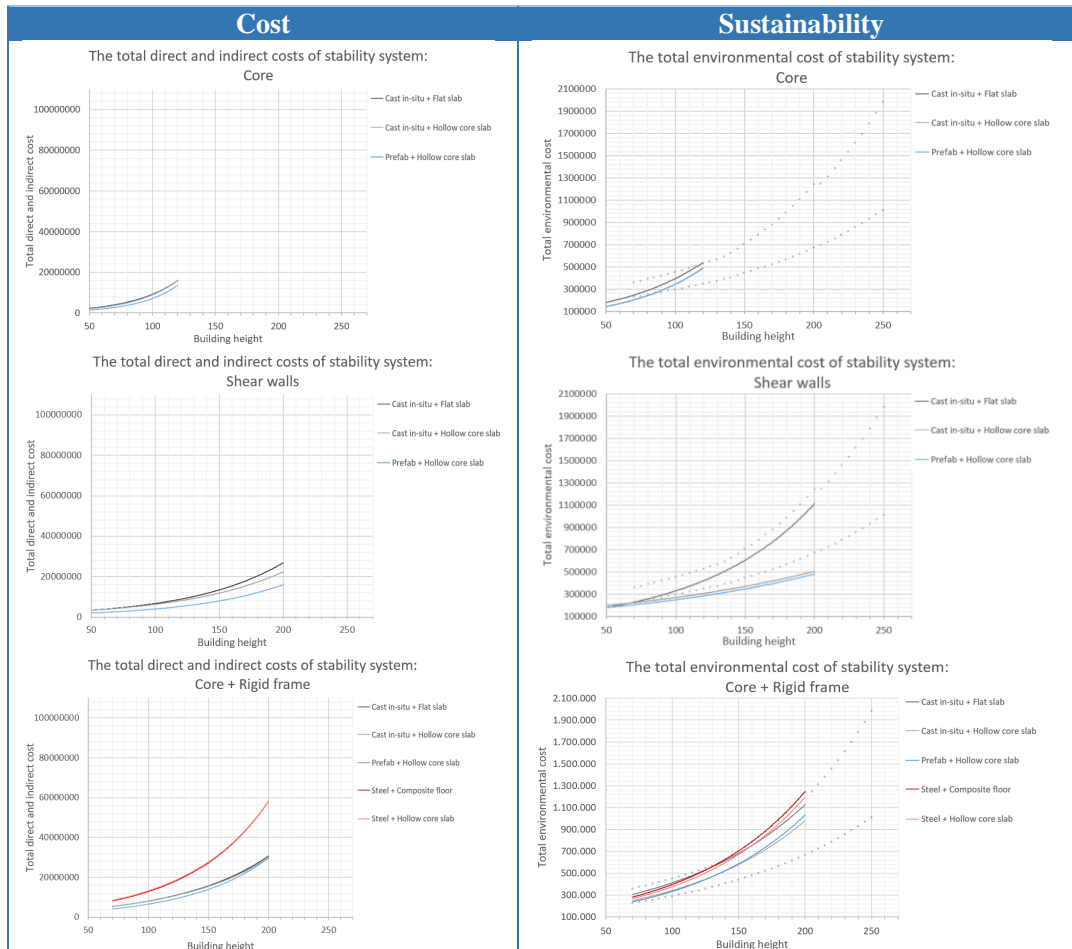 Cost
Sustainability
The total direct and indirect costs of stability system:
Core
100000000
80000000
60000000
40000000
20000000
0
50
100
150
200
250
Total direct and indirect cost
Building height
Cast in-situ + Flat slab
Cast in-situ + Hollow core slab
Prefab + Hollow core slab
The total environmental cost of stability system:
Core
2100000
1900000
1700000
1500000
1300000
1100000
900000
700000
500000
300000
100000
50
100
150
200
250
Total environmental cost
Building height
Cast in-situ + Flat slab
Cast in-situ + Hollow core slab
Prefab + Hollow core slab
The total direct and indirect costs of stability system:
Shear walls
100000000
80000000
60000000
40000000
20000000
0
50
100
150
200
250
Total direct and indirect cost
Building height
Cast in-situ + Flat slab
Cast in-situ + Hollow core slab
Prefab + Hollow core slab
The total environmental cost of stability system:
Shear walls
2100000
1900000
1700000
1500000
1300000
1100000
900000
700000
500000
300000
100000
50
100
150
200
250
Total environmental cost
Building height
Cast in-situ + Flat slab
Cast in-situ + Hollow core slab
Prefab + Hollow core slab
The total direct and indirect costs of stability system:
Core + Rigid frame
100000000
80000000
60000000
40000000
20000000
0
50
100
150
200
250
Total direct and indirect cost
Building height
Cast in-situ + Flat slab
Cast in-situ + Hollow core slab
Prefab + Hollow core slab
Steel + Composite floor
Steel + Hollow core slab
The total environmental cost of stability system:
Core + Rigid frame
2.100.000
1.900.000
1.700.000
1.500.000
1.300.000
1.100.000
900.000
700.000
500.000
300.000
100.000
50
100
150
200
250
Total environmental cost
Building height
Cast in-situ + Flat slab
Cast in-situ + Hollow core slab
Prefab + Hollow core slab
Steel + Composite floor
Steel + Hollow core slab